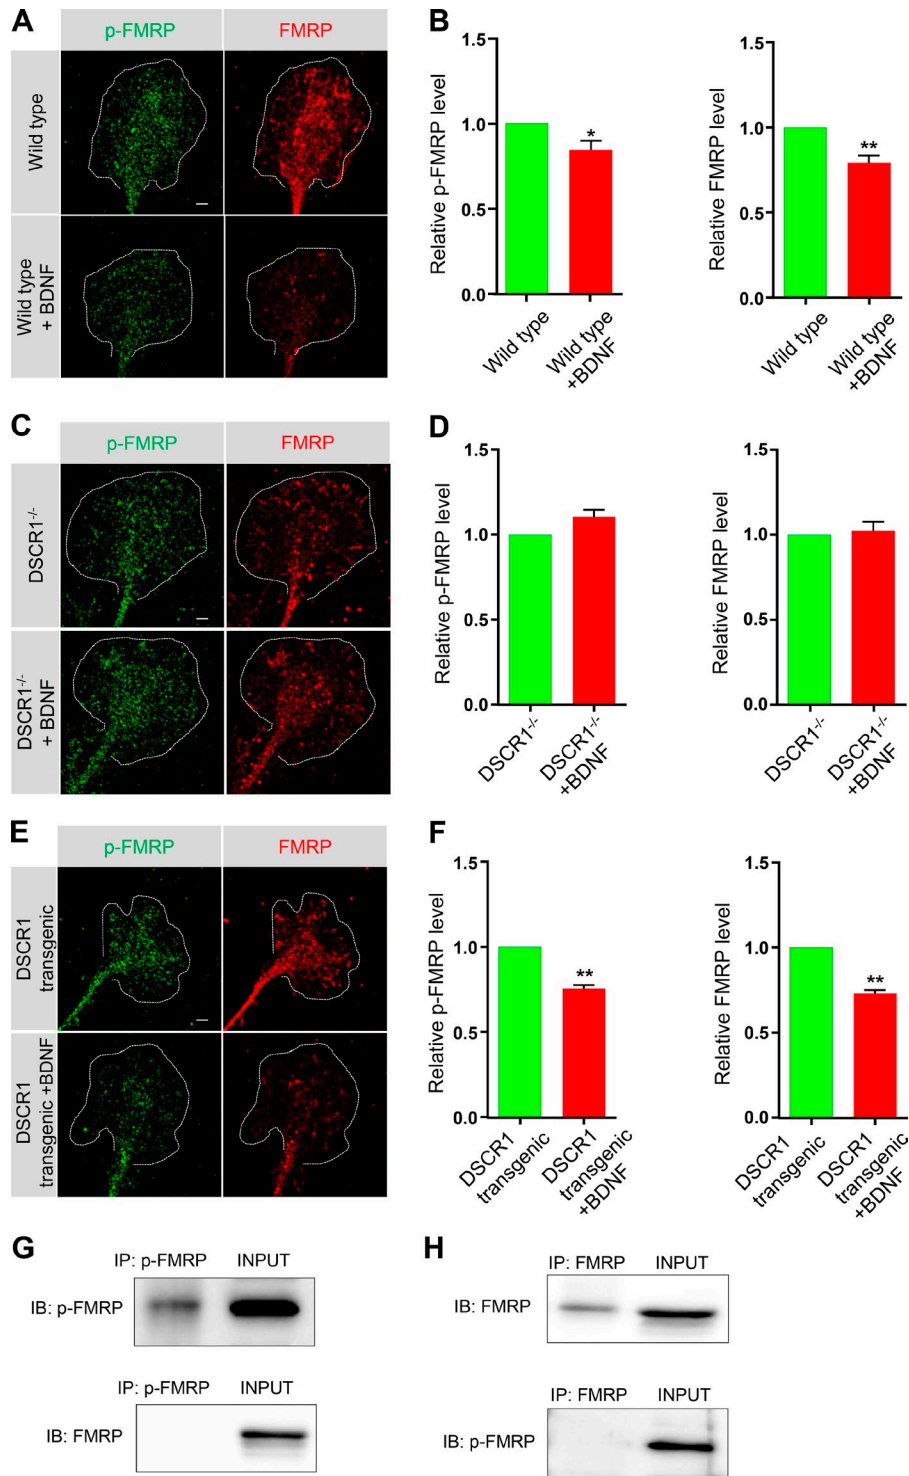 A
p-FMRP FMRP
Wild type
Wild type
+ BDNF
B
Relative p-FMRP level
1.5
1.0
0.5
0.0
*
Wild type
Wild type
+BDNF
Relative FMRP level
1.5
1.0
0.5
0.0
**
Wild type
Wild type
+BDNF
C
p-FMRP FMRP
DSCR1-/-
DSCR1-/-
+ BDNF
D
Relative p-FMRP level
1.5
1.0
0.5
0.0
DSCR1-/-
DSCR1-/-
+BDNF
Relative FMRP level
1.5
1.0
0.5
0.0
DSCR1-/-
DSCR1-/-
+BDNF
E
p-FMRP FMRP
DSCR1
transgenic
DSCR1
transgenic +BDNF
F
Relative p-FMRP level
1.5
1.0
0.5
0.0
**
DSCR1
transgenic
DSCR1
transgenic
+BDNF
Relative FMRP level
1.5
1.0
0.5
0.0
**
DSCR1
transgenic
DSCR1
transgenic
+BDNF
G
IP: p-FMRP INPUT
IB: p-FMRP
IP: p-FMRP INPUT
IB: FMRP
H
IP: FMRP INPUT
IB: FMRP
IP: FMRP INPUT
IB: p-FMRP